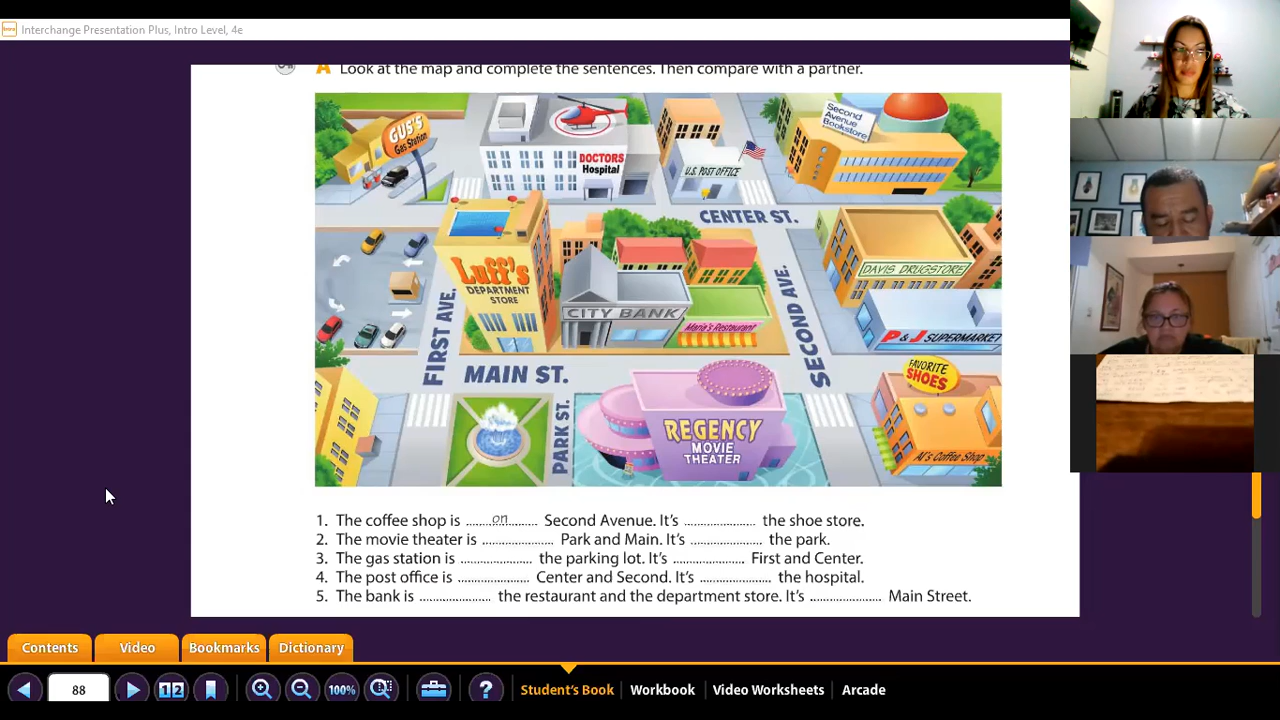 Interchange Presentation Plus, Intro Level, 4e
A Look at the map and complete the sentences. Then compare with a partner.
GUS'S
Gas Station
DOCTORS
Hospital
U.S. POST OFFICE
Second
Avenue
Bookstore
CENTER ST.
Luff's
DEPARTMENT
STORE
CITY BANK
Maria's Restaurant
DAVIS DRUGSTORE
P&J SUPERMARKET
FIRST AVE.
SECOND AVE.
MAIN ST.
PARK ST.
REGENCY
MOVIE
THEATER
FAVORITE
SHOES
Al's Coffee Shop
1. The coffee shop is ........on......... Second Avenue. It's ...................... the shoe store.
2. The movie theater is ...................... Park and Main. It's ...................... the park.
3. The gas station is ...................... the parking lot. It's ...................... First and Center.
4. The post office is ...................... Center and Second. It's ...................... the hospital.
5. The bank is ...................... the restaurant and the department store. It's ...................... Main Street.
Contents Video Bookmarks Dictionary
88 1 2 100% ? Student's Book Workbook Video Worksheets Arcade